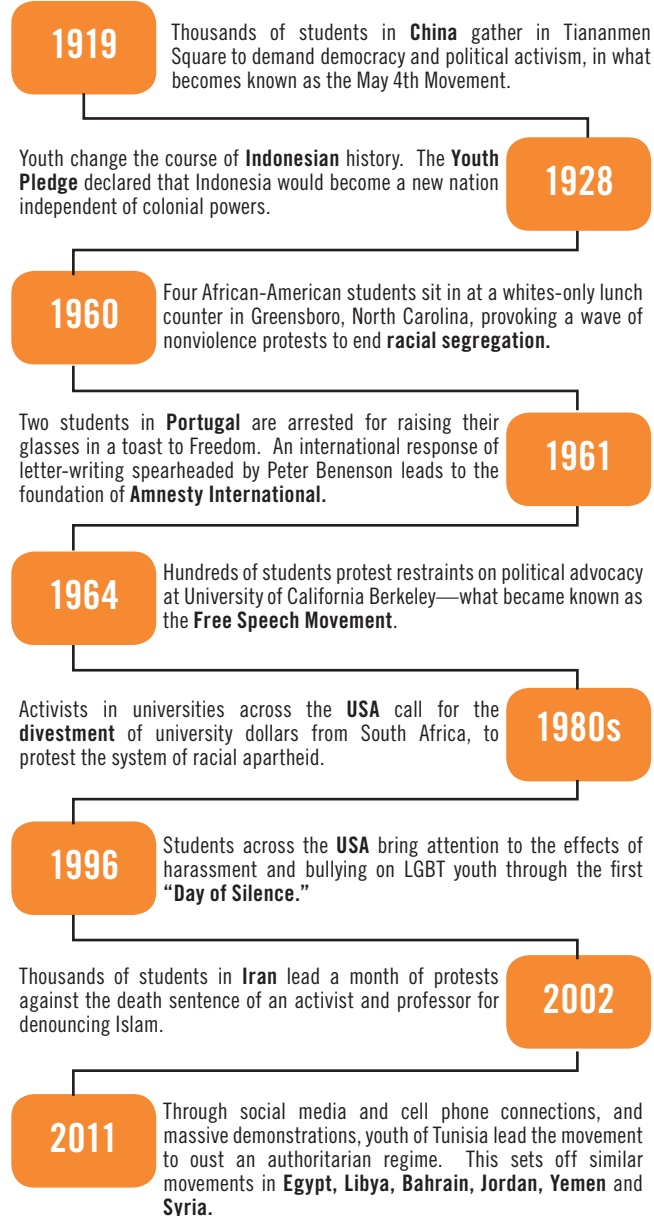 1919
Thousands of students in China gather in Tiananmen
Square to demand democracy and political activism, in what
becomes known as the May 4th Movement.
Youth change the course of Indonesian history. The Youth
Pledge declared that Indonesia would become a new nation
independent of colonial powers.
1928
1960
Four African-American students sit in at a whites-only lunch
counter in Greensboro, North Carolina, provoking a wave of
nonviolence protests to end racial segregation.
Two students in Portugal are arrested for raising their
glasses in a toast to Freedom. An international response of
letter-writing spearheaded by Peter Benenson leads to the
foundation of Amnesty International.
1961
1964
Hundreds of students protest restraints on political advocacy
at University of California Berkeley—what became known as
the Free Speech Movement.
Activists in universities across the USA call for the
divestment of university dollars from South Africa, to
protest the system of racial apartheid.
1980s
1996
Students across the USA bring attention to the effects of
harassment and bullying on LGBT youth through the first
“Day of Silence.”
Thousands of students in Iran lead a month of protests
against the death sentence of an activist and professor for
denouncing Islam.
2002
2011
Through social media and cell phone connections, and
massive demonstrations, youth of Tunisia lead the movement
to oust an authoritarian regime. This sets off similar
movements in Egypt, Libya, Bahrain, Jordan, Yemen and
Syria.